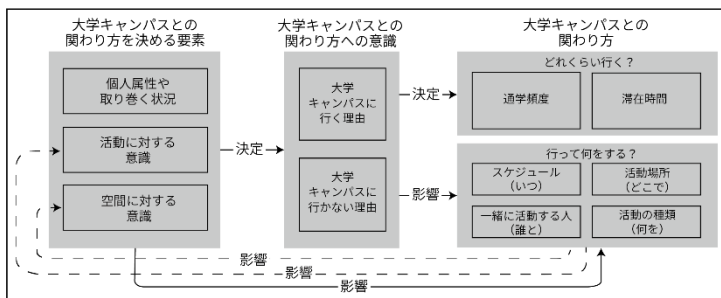 大学キャンパスとの
関わり方を決める要素
個人属性や
取り巻く状況
活動に対する
意識
空間に対する
意識
決定
大学キャンパスとの
関わり方への意識
大学
キャンパスに
行く理由
大学
キャンパスに
行かない理由
決定
影響
大学キャンパスとの
関わり方
どれくらい行く?
通学頻度
滞在時間
行って何をする?
スケジュール
(いつ)
活動場所
(どこで)
一緒に活動する人
(誰と)
活動の種類
(何を)
影響
影響
影響